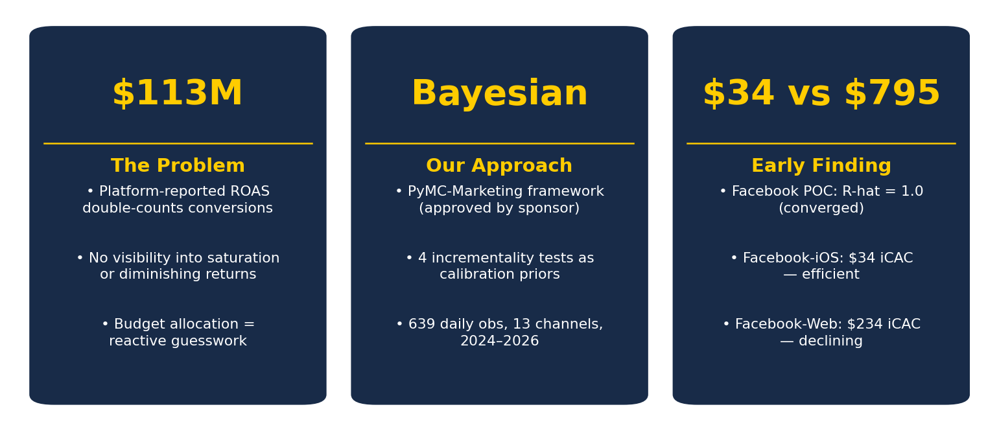 $113M
The Problem
• Platform-reported ROAS
double-counts conversions
• No visibility into saturation
or diminishing returns
• Budget allocation =
reactive guesswork
Bayesian
Our Approach
• PyMC-Marketing framework
(approved by sponsor)
• 4 incrementality tests as
calibration priors
• 639 daily obs, 13 channels,
2024–2026
$34 vs $795
Early Finding
• Facebook POC: R-hat = 1.0
(converged)
• Facebook-iOS: $34 iCAC
— efficient
• Facebook-Web: $234 iCAC
— declining